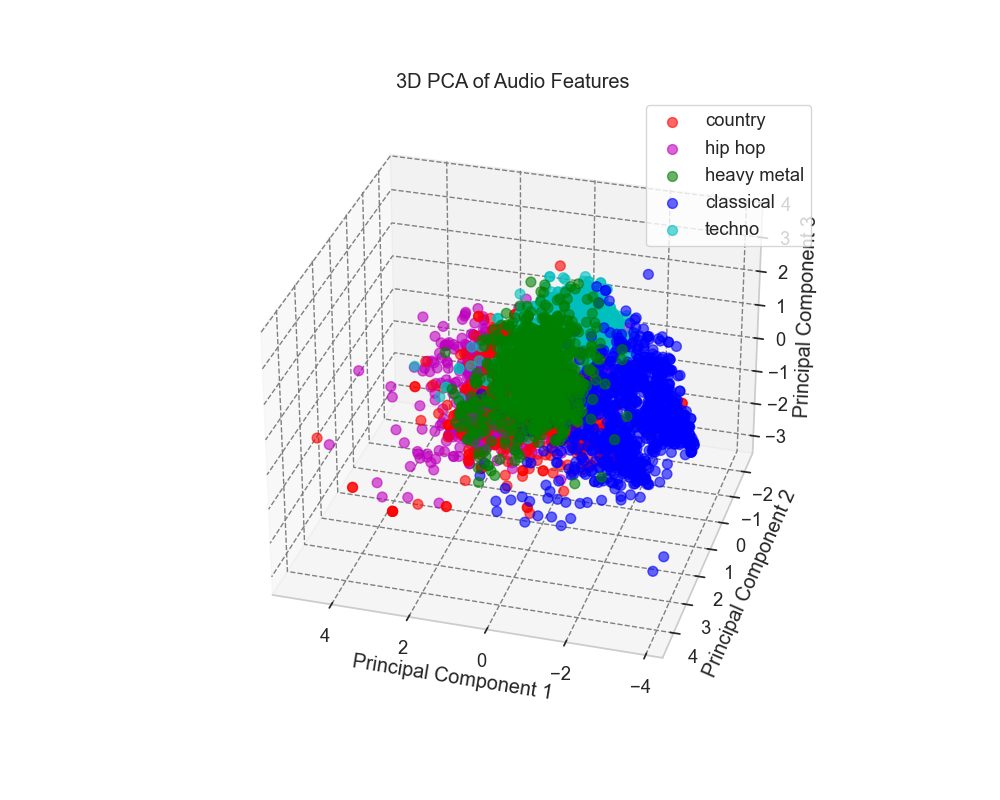 3D PCA of Audio Features
country
hip hop
heavy metal
classical
techno
4
3
2
1
0
−1
−2
−3
Principal Component 3
−2
−1
0
1
2
3
4
Principal Component 2
4
2
0
−2
−4
Principal Component 1